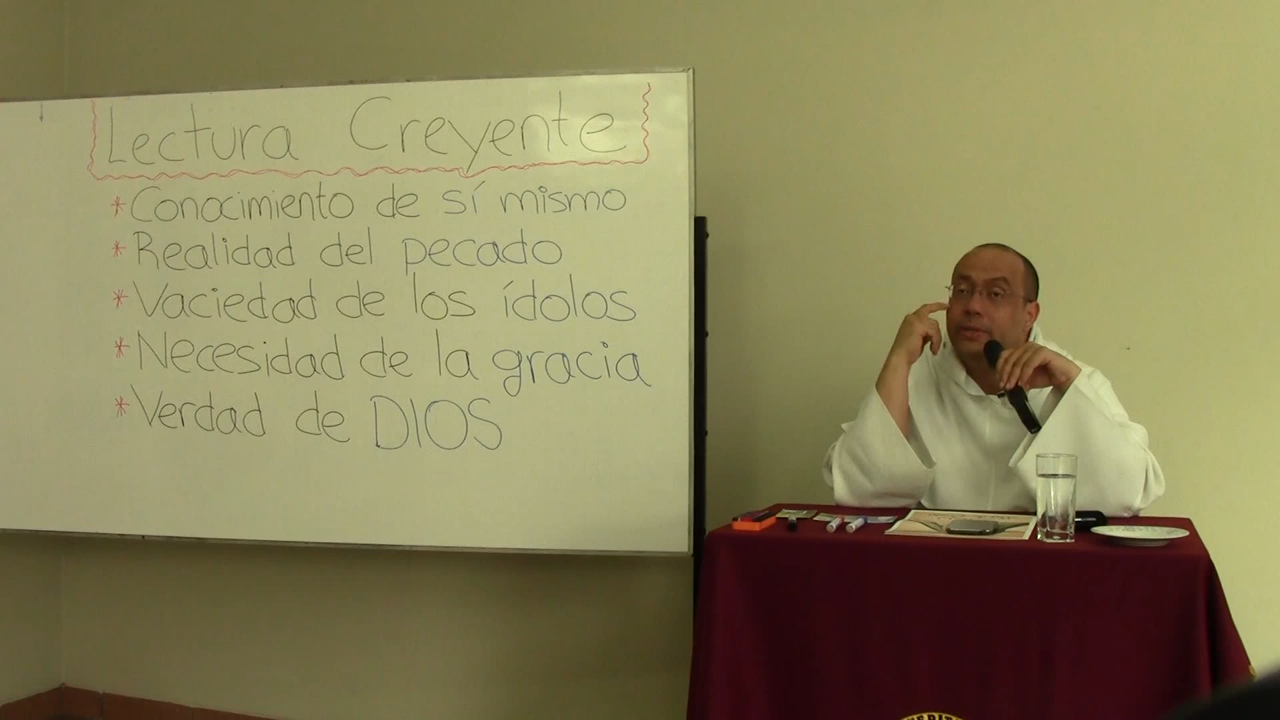 Lectura Creyente
* Conocimiento de sí mismo
* Realidad del pecado
* Vaciedad de los ídolos
* Necesidad de la gracia
* Verdad de DIOS